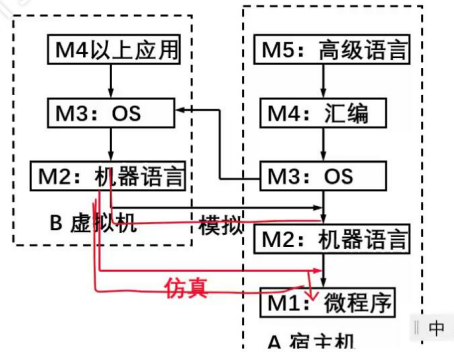 M4以上应用
M3：OS
M2：机器语言
B 虚拟机
模拟
仿真
M5：高级语言
M4：汇编
M3：OS
M2：机器语言
M1：微程序
A 宿主机
中